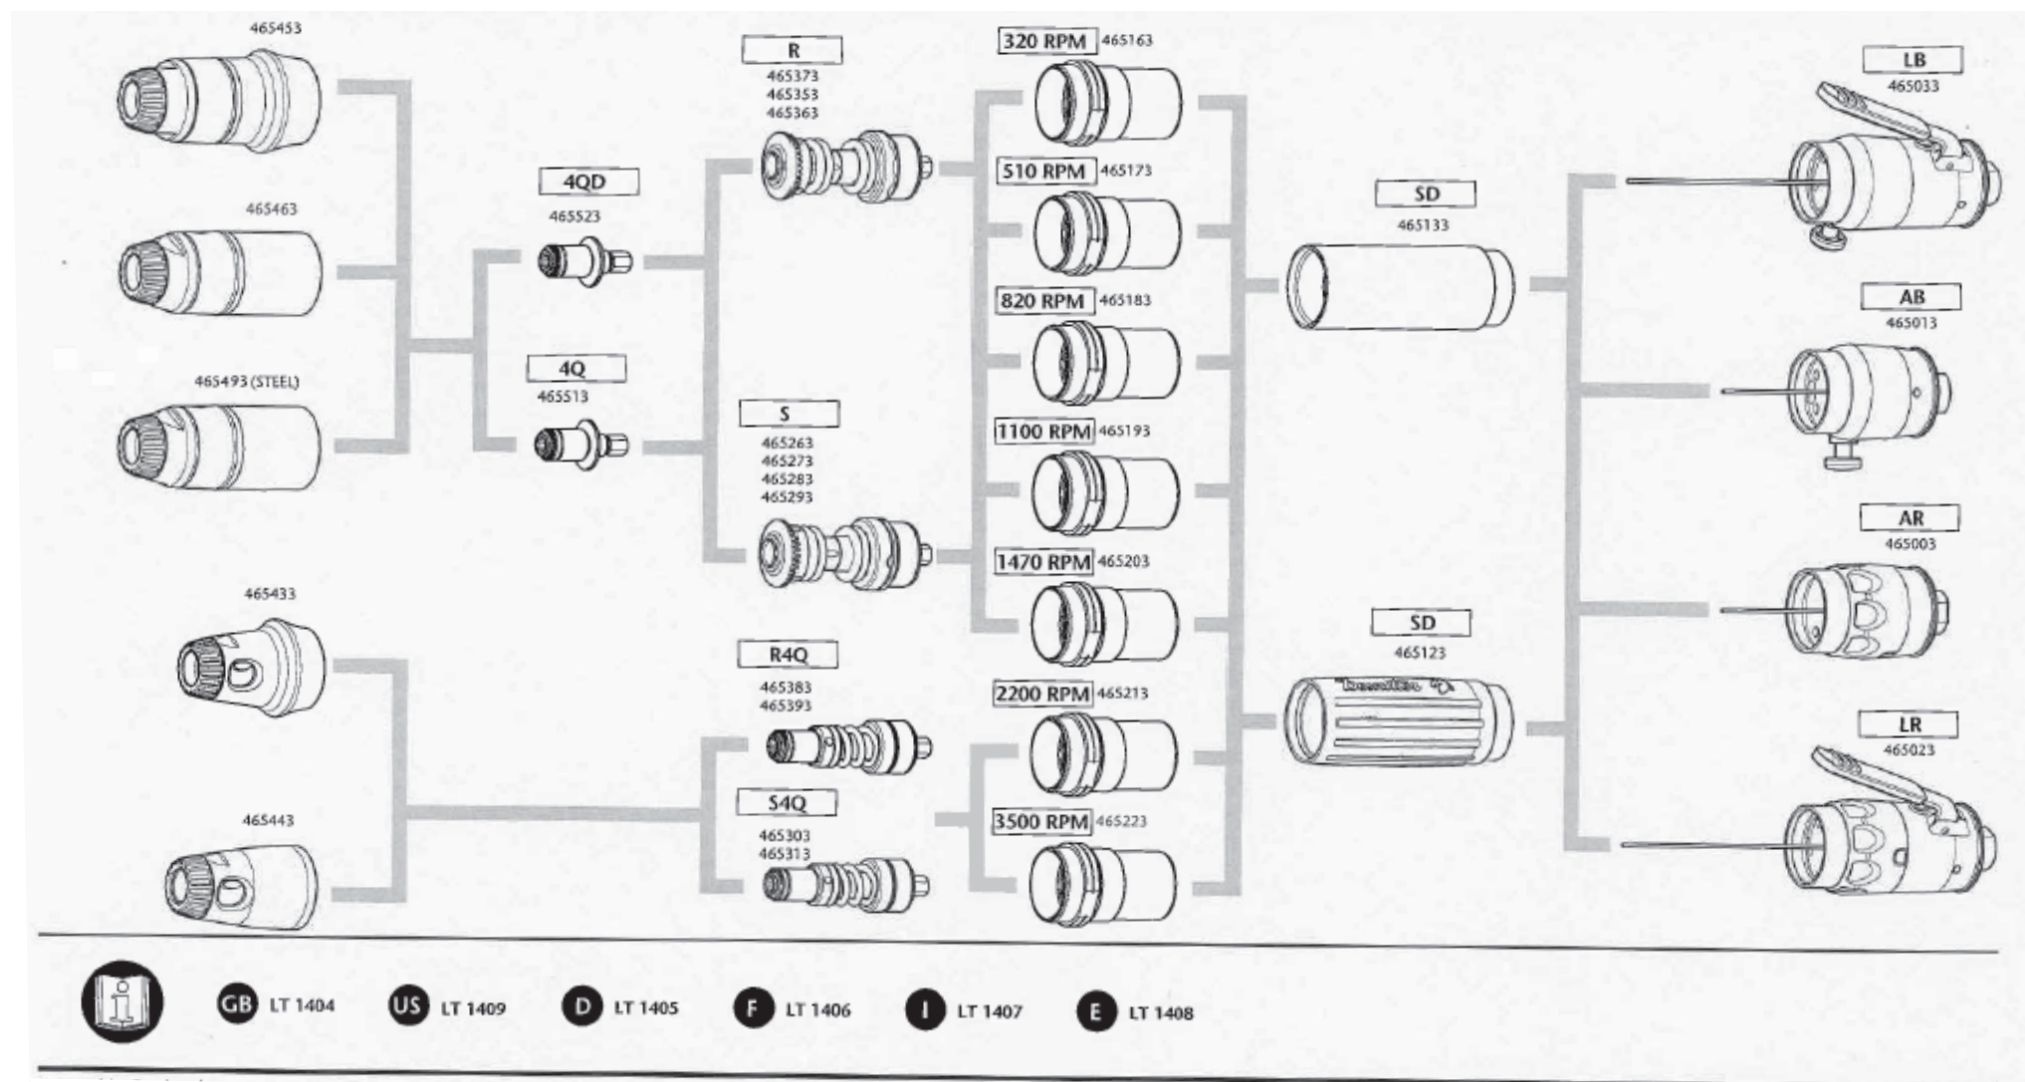 465453
465463
465493 (STEEL)
465433
465443
4QD
465523
4Q
465513
R
465373
465353
465363
S
465263
465273
465283
465293
R4Q
465383
465393
S4Q
465303
465313
320 RPM 465163
510 RPM 465173
820 RPM 465183
1100 RPM 465193
1470 RPM 465203
2200 RPM 465213
3500 RPM 465223
SD
465133
SD
465123
LB
465033
AB
465013
AR
465003
LR
465023
i GB LT 1404 US LT 1409 D LT 1405 F LT 1406 I LT 1407 E LT 1408